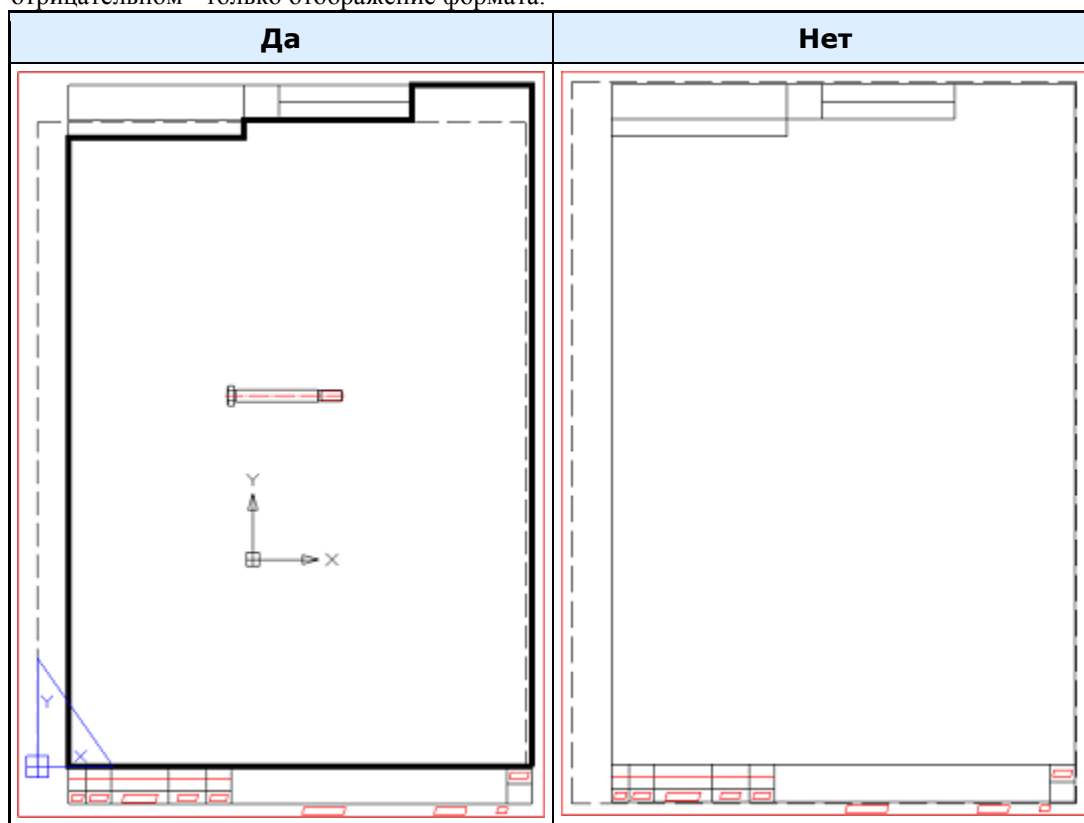 отрицательном - только отображение формата.
Да Нет
Y
X
Y
X